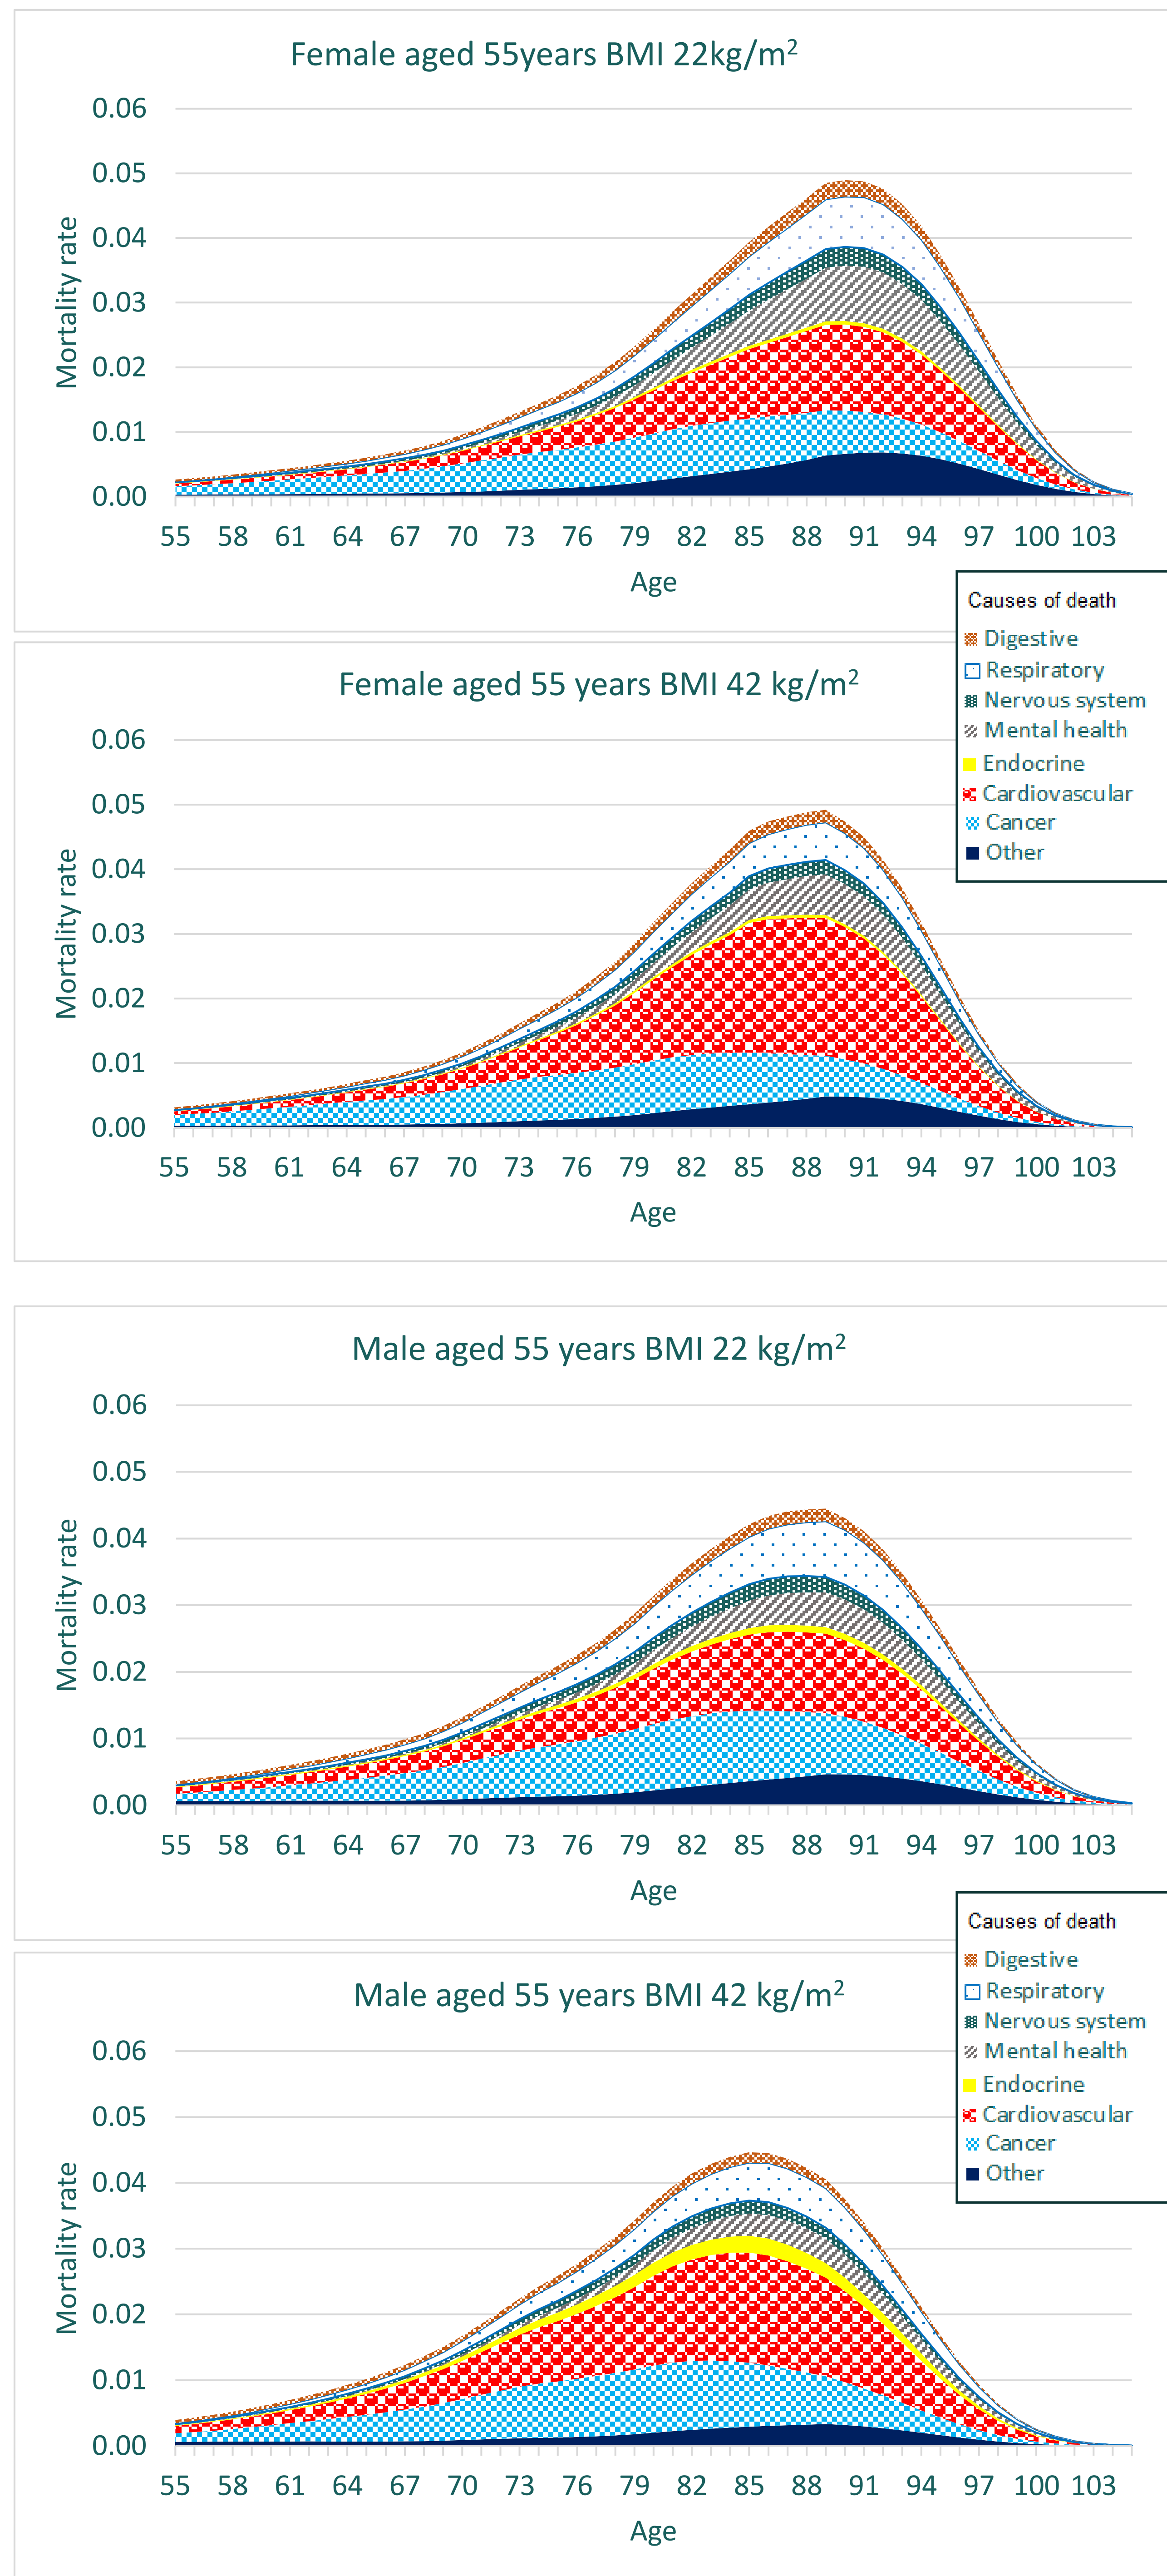 Female aged 55years BMI 22kg/m²
0.06
0.05
0.04
0.03
0.02
0.01
0.00
Mortality rate
55 58 61 64 67 70 73 76 79 82 85 88 91 94 97 100 103
Age
Causes of death
Digestive
Respiratory
Nervous system
Mental health
Endocrine
Cardiovascular
Cancer
Other
Female aged 55 years BMI 42 kg/m²
0.06
0.05
0.04
0.03
0.02
0.01
0.00
Mortality rate
55 58 61 64 67 70 73 76 79 82 85 88 91 94 97 100 103
Age
Male aged 55 years BMI 22 kg/m²
0.06
0.05
0.04
0.03
0.02
0.01
0.00
Mortality rate
55 58 61 64 67 70 73 76 79 82 85 88 91 94 97 100 103
Age
Causes of death
Digestive
Respiratory
Nervous system
Mental health
Endocrine
Cardiovascular
Cancer
Other
Male aged 55 years BMI 42 kg/m²
0.06
0.05
0.04
0.03
0.02
0.01
0.00
Mortality rate
55 58 61 64 67 70 73 76 79 82 85 88 91 94 97 100 103
Age